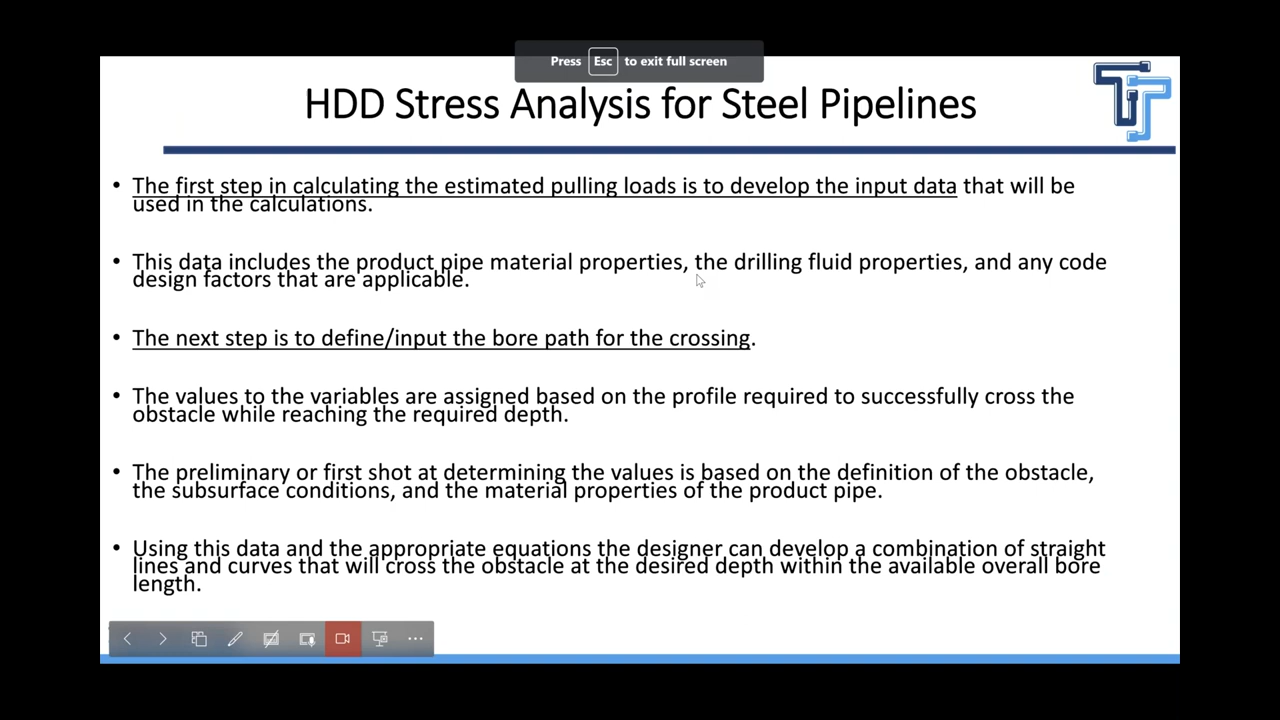 Press Esc to exit full screen
HDD Stress Analysis for Steel Pipelines
• The first step in calculating the estimated pulling loads is to develop the input data that will be
used in the calculations.
• This data includes the product pipe material properties, the drilling fluid properties, and any code
design factors that are applicable.
• The next step is to define/input the bore path for the crossing.
• The values to the variables are assigned based on the profile required to successfully cross the
obstacle while reaching the required depth.
• The preliminary or first shot at determining the values is based on the definition of the obstacle,
the subsurface conditions, and the material properties of the product pipe.
• Using this data and the appropriate equations the designer can develop a combination of straight
lines and curves that will cross the obstacle at the desired depth within the available overall bore
length.